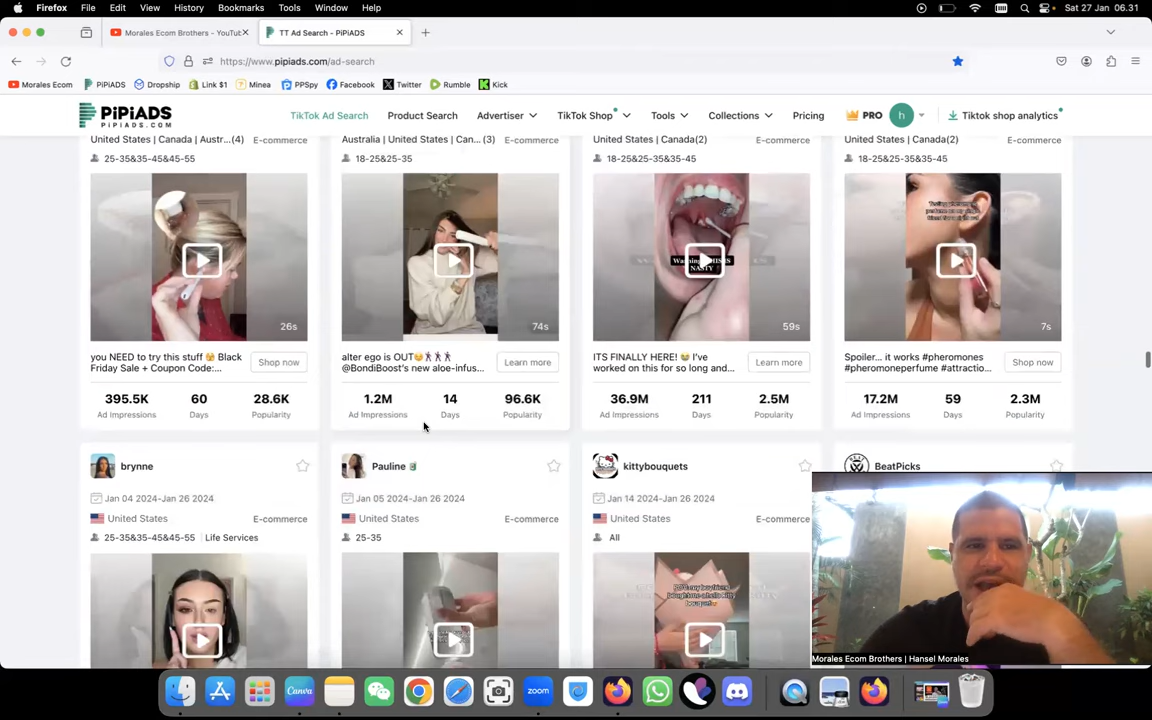 Firefox File Edit View History Bookmarks Tools Window Help Sat 27 Jan 06.31
Morales Ecom Brothers - YouTub
TT Ad Search - PiPiADS
https://www.pipiads.com/ad-search
Morales Ecom PiPiADS Dropship Link $1 Minea PPSpy Facebook Twitter Rumble Kick
PiPiADS
PIPIADS.COM
TikTok Ad Search Product Search Advertiser TikTok Shop Tools Collections Pricing PRO h Tiktok shop analytics
United States | Canada | Austr...(4) E-commerce
25-35&35-45&45-55
Australia | United States | Can... (3) E-commerce
18-25&25-35
United States | Canada(2) E-commerce
18-25&25-35&35-45
United States | Canada(2) E-commerce
18-25&25-35&35-45
26s
74s
Warning THIS IS
NASTY
59s
7s
you NEED to try this stuff Black
Friday Sale + Coupon Code:...
Shop now
alter ego is OUT
@BondiBoost's new aloe-infus...
Learn more
ITS FINALLY HERE! I've
worked on this for so long and...
Learn more
Spoiler... it works #pheromones
#pheromoneperfume #attractio...
Shop now
395.5K 60 28.6K
Ad Impressions Days Popularity
1.2M 14 96.6K
Ad Impressions Days Popularity
36.9M 211 2.5M
Ad Impressions Days Popularity
17.2M 59 2.3M
Ad Impressions Days Popularity
brynne
Jan 04 2024-Jan 26 2024
United States E-commerce
25-35&35-45&45-55 Life Services
Pauline
Jan 05 2024-Jan 26 2024
United States E-commerce
25-35
kittybouquets
Jan 14 2024-Jan 26 2024
United States E-commerce
All
BeatPicks
Morales Ecom Brothers | Hansel Morales
Canva
zoom